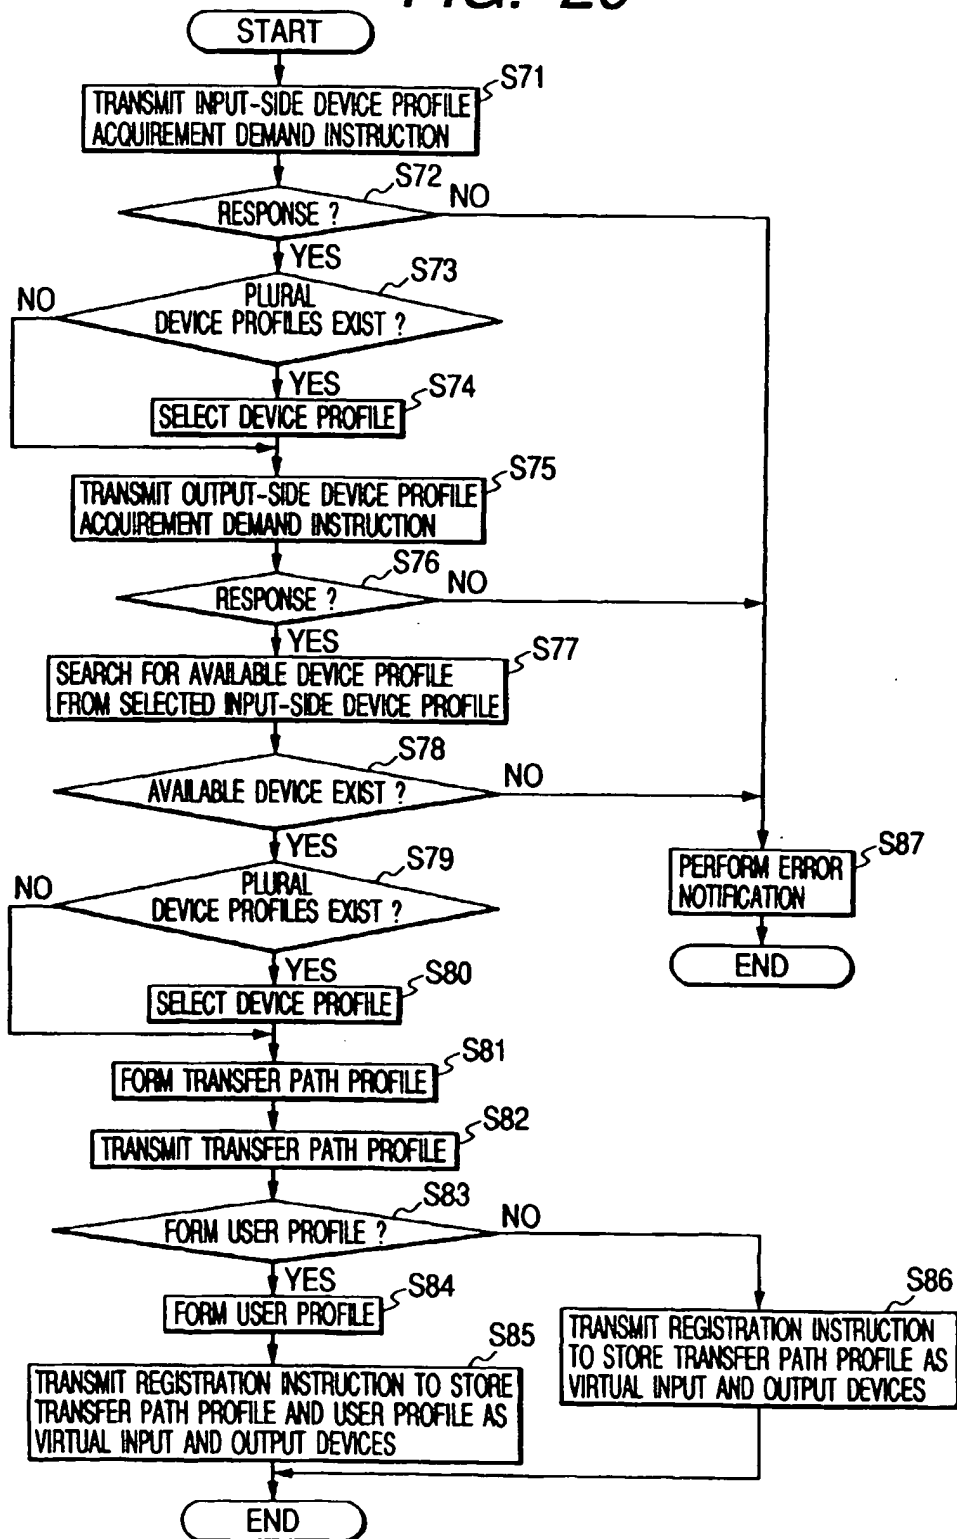 START
S71
TRANSMIT INPUT-SIDE DEVICE PROFILE
ACQUIREMENT DEMAND INSTRUCTION
S72
RESPONSE ?
NO
YES
S73
NO
PLURAL
DEVICE PROFILES EXIST ?
YES
S74
SELECT DEVICE PROFILE
S75
TRANSMIT OUTPUT-SIDE DEVICE PROFILE
ACQUIREMENT DEMAND INSTRUCTION
S76
RESPONSE ?
NO
YES
S77
SEARCH FOR AVAILABLE DEVICE PROFILE
FROM SELECTED INPUT-SIDE DEVICE PROFILE
S78
AVAILABLE DEVICE EXIST ?
NO
YES
S79
NO
PLURAL
DEVICE PROFILES EXIST ?
S87
PERFORM ERROR
NOTIFICATION
END
YES
S80
SELECT DEVICE PROFILE
S81
FORM TRANSFER PATH PROFILE
S82
TRANSMIT TRANSFER PATH PROFILE
S83
FORM USER PROFILE ?
NO
YES
S84
FORM USER PROFILE
S85
TRANSMIT REGISTRATION INSTRUCTION TO STORE
TRANSFER PATH PROFILE AND USER PROFILE AS
VIRTUAL INPUT AND OUTPUT DEVICES
S86
TRANSMIT REGISTRATION INSTRUCTION
TO STORE TRANSFER PATH PROFILE AS
VIRTUAL INPUT AND OUTPUT DEVICES
END